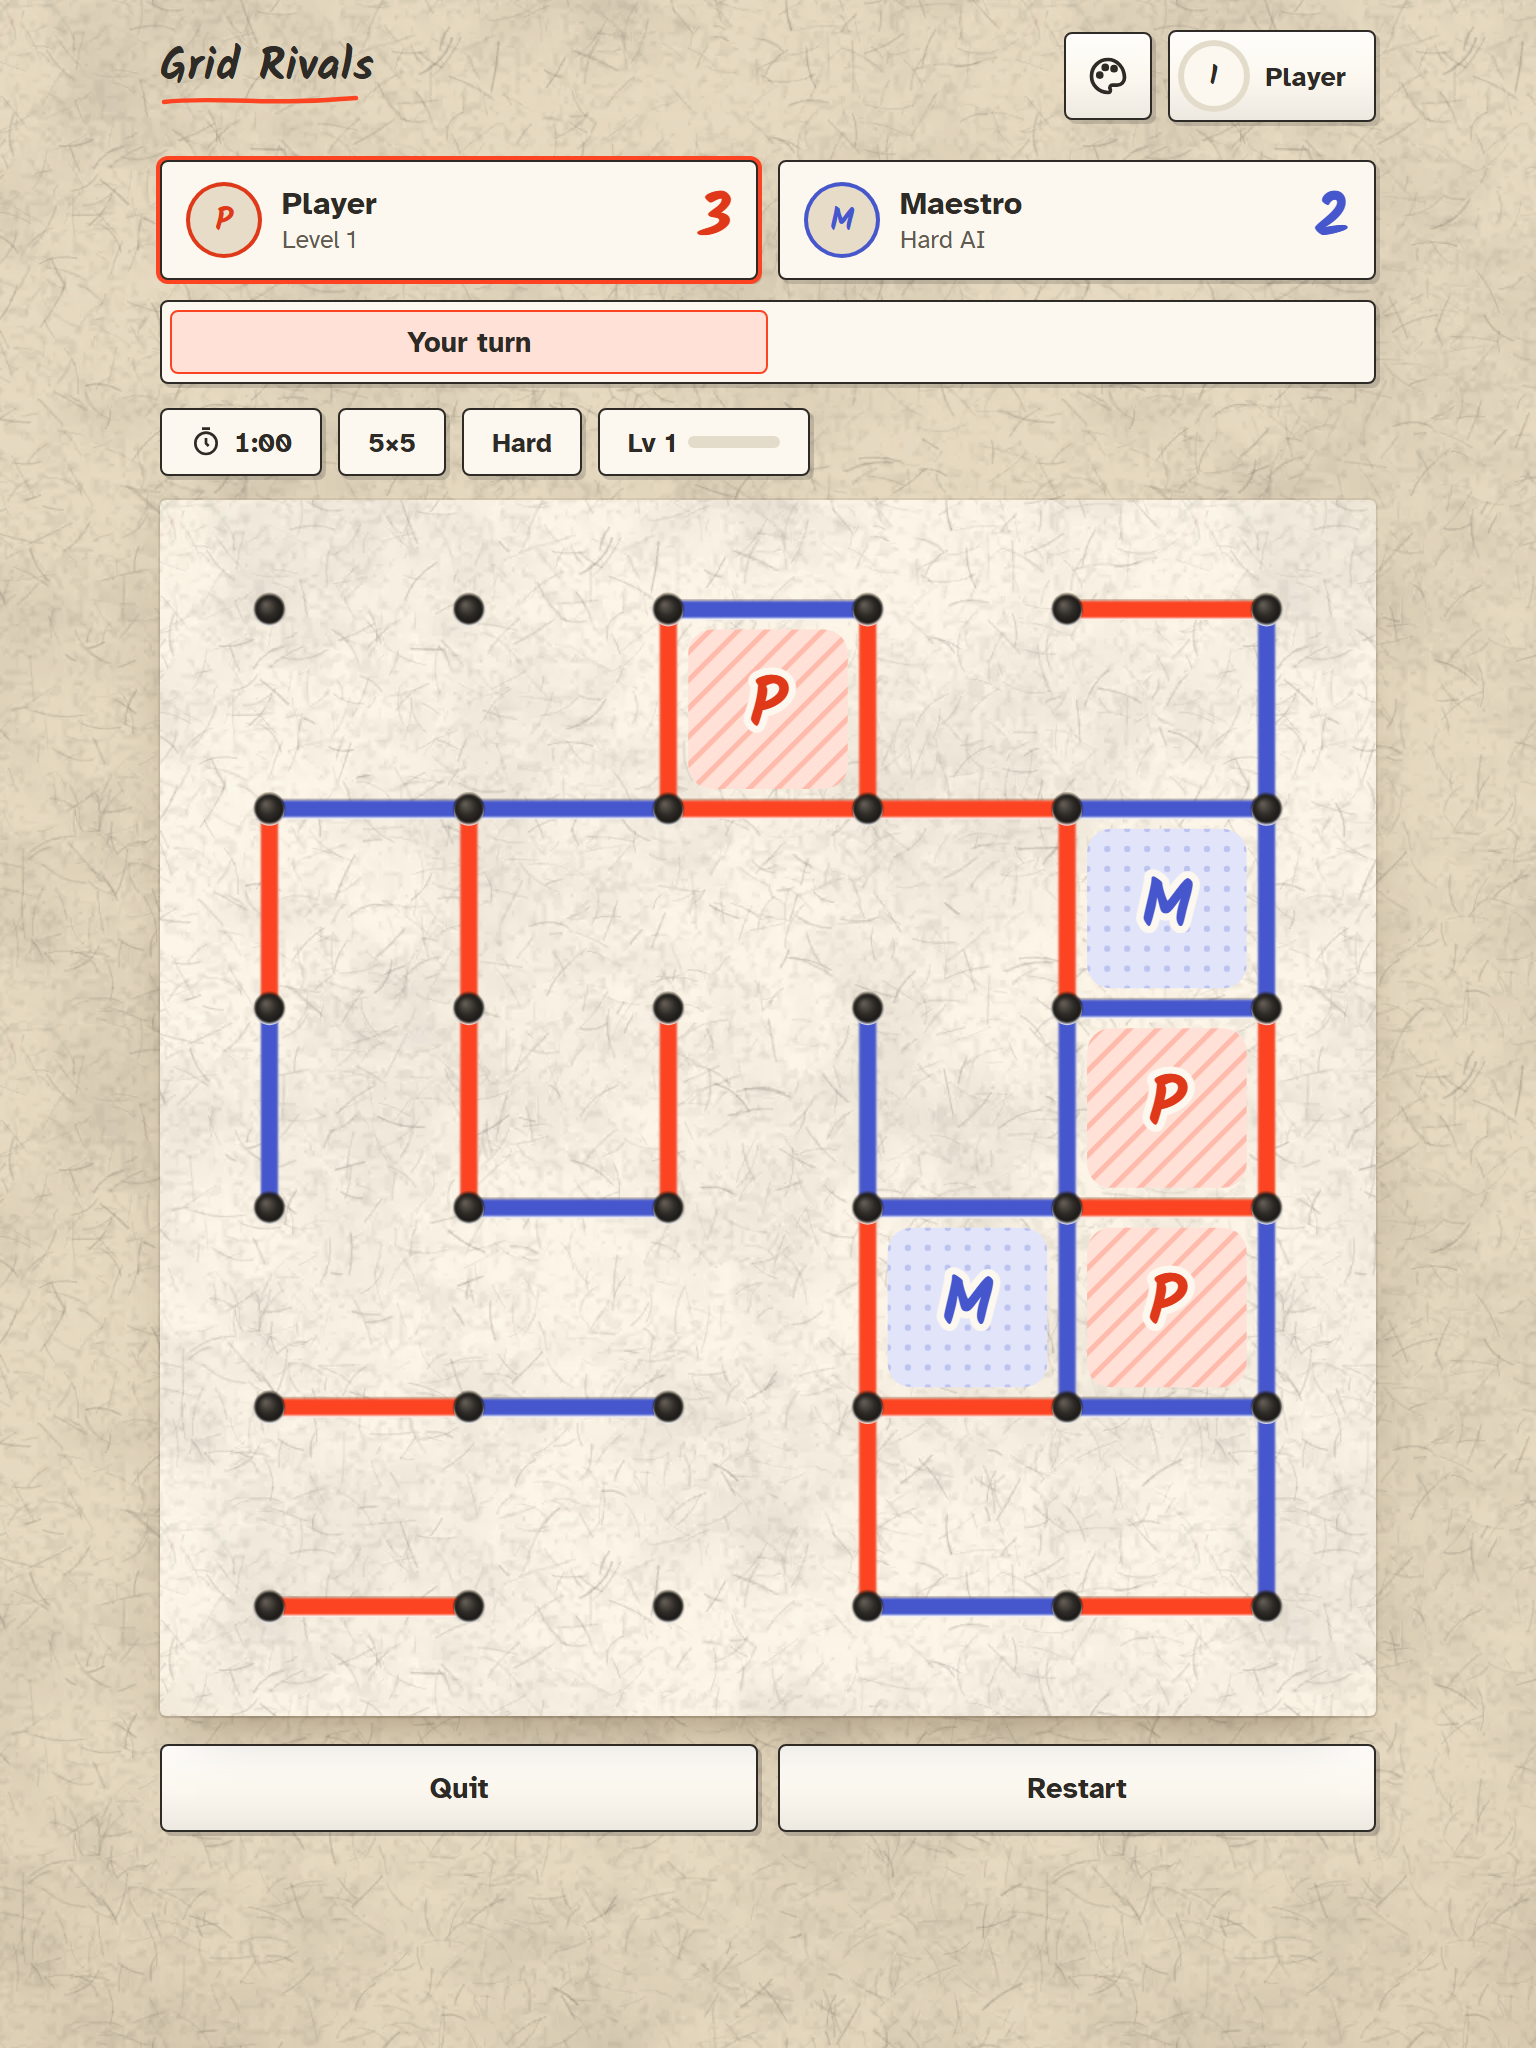 Grid Rivals
1 Player
P Player 3
Level 1
M Maestro 2
Hard AI
Your turn
1:00 5×5 Hard Lv 1
P
M
P
M P
Quit Restart